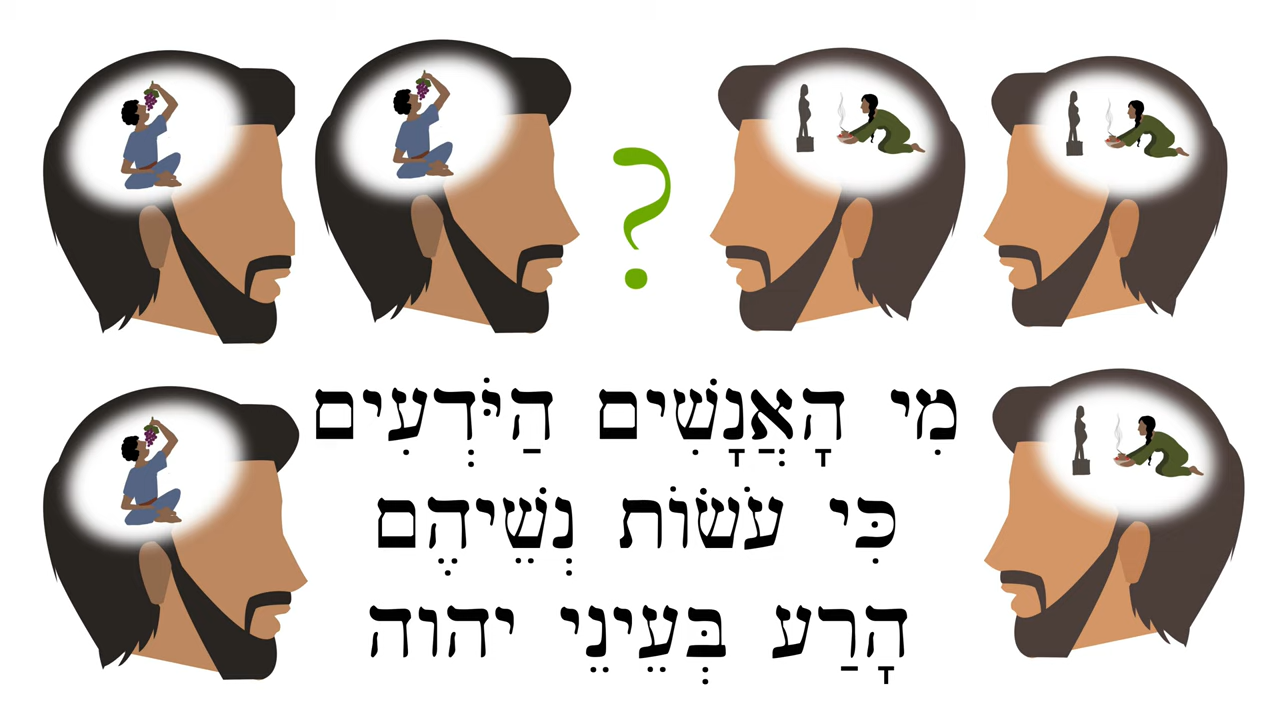 ?
מִי הָאֲנָשִׁים הַיֹּדְעִים
כִּי עֹשׂוֹת נְשֵׁיהֶם
הָרַע בְּעֵינֵי יהוה